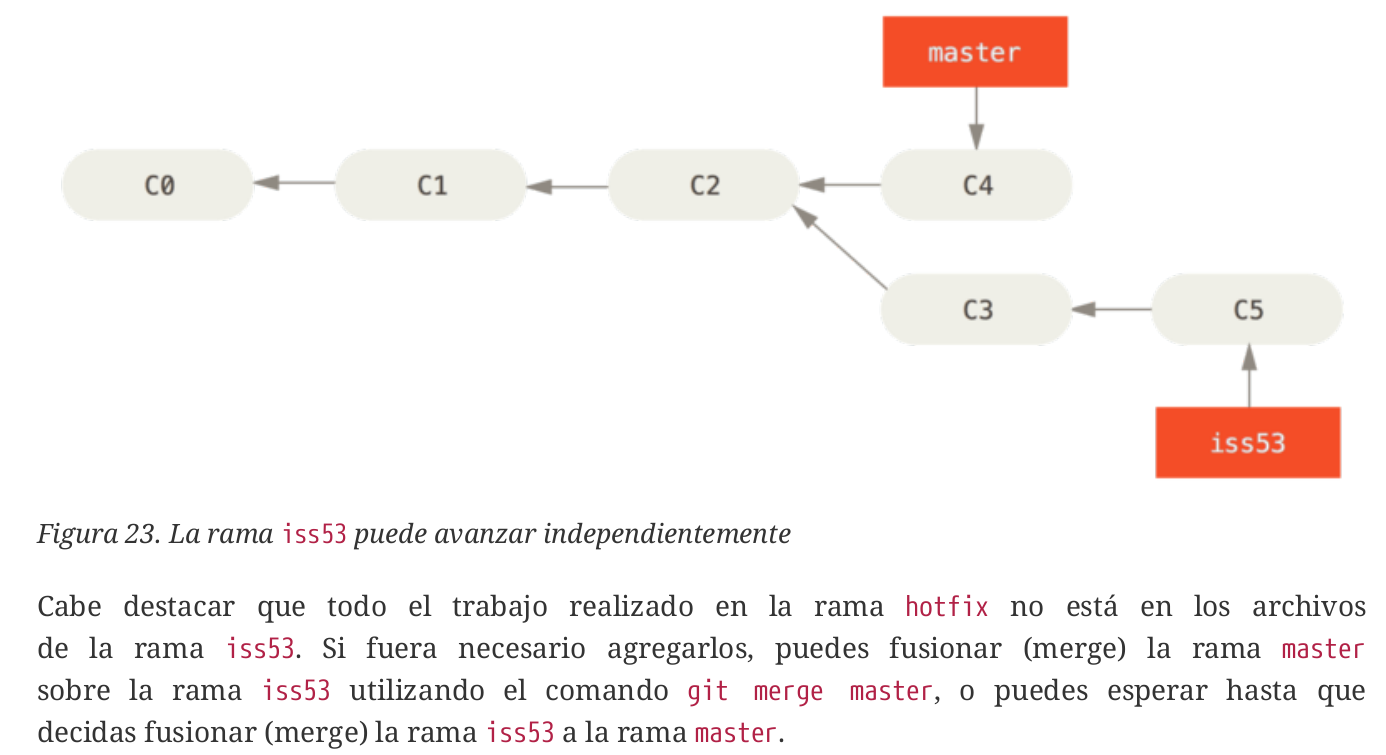 master
C0 C1 C2 C4
C3 C5
iss53
Figura 23. La rama iss53 puede avanzar independientemente
Cabe destacar que todo el trabajo realizado en la rama hotfix no está en los archivos
de la rama iss53. Si fuera necesario agregarlos, puedes fusionar (merge) la rama master
sobre la rama iss53 utilizando el comando git merge master, o puedes esperar hasta que
decidas fusionar (merge) la rama iss53 a la rama master.